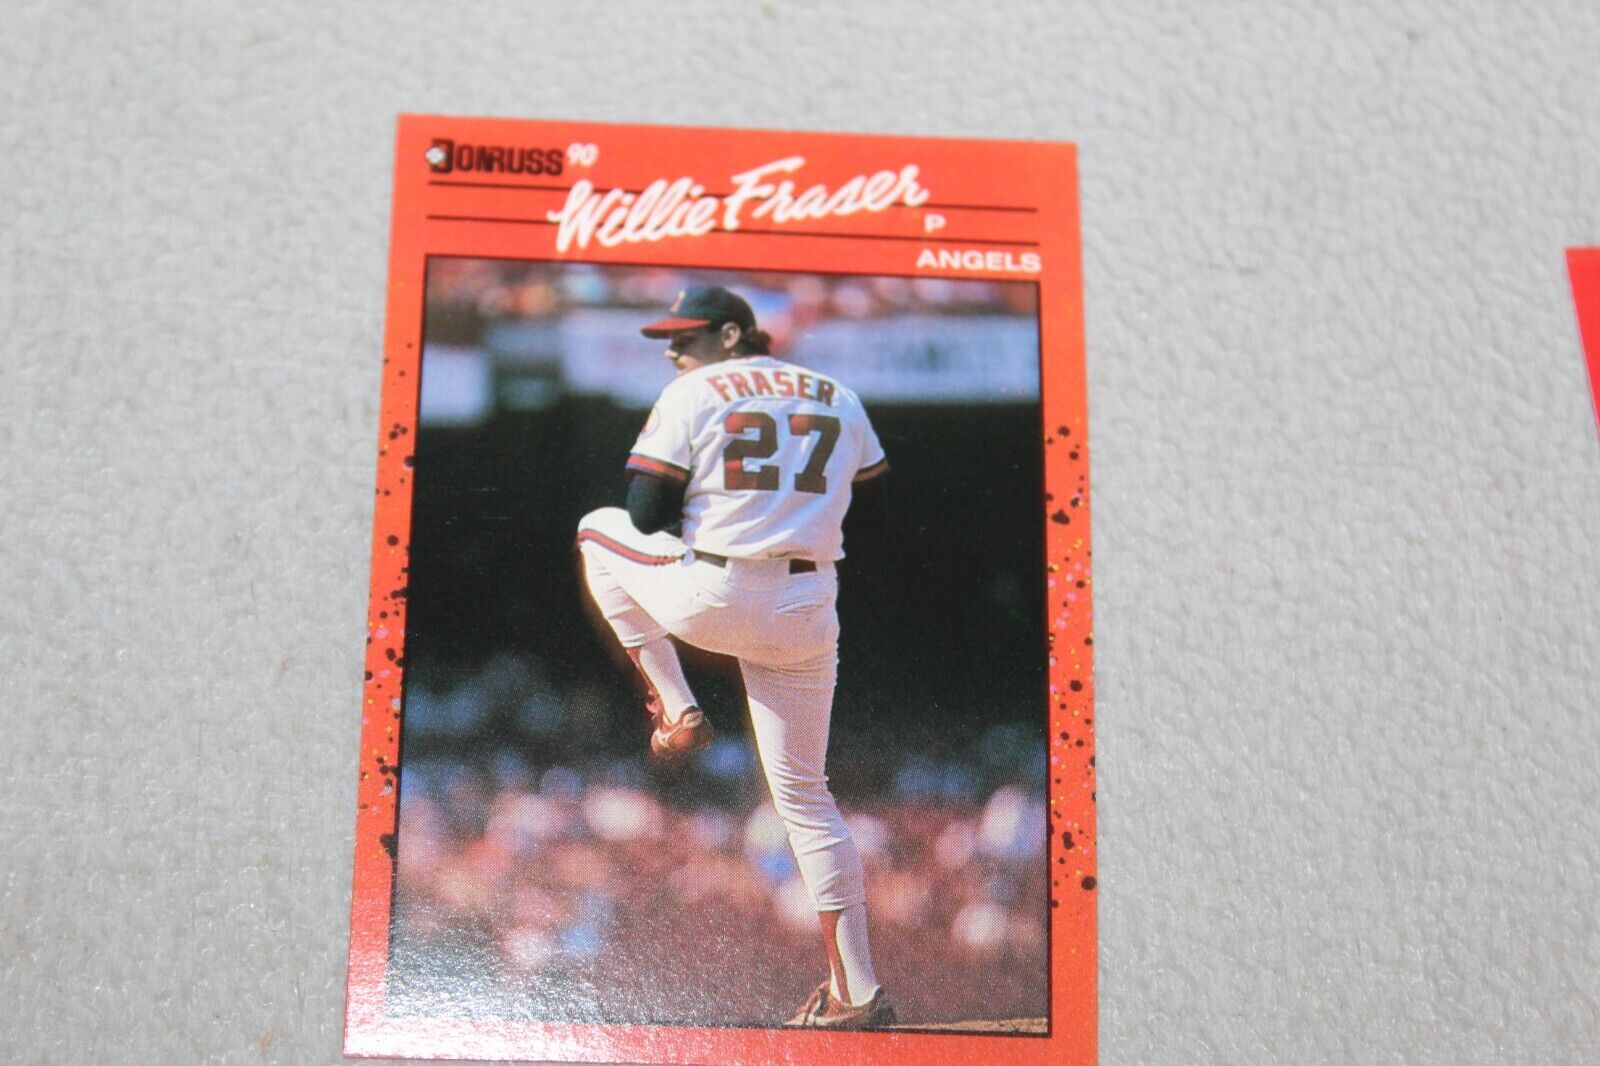 DONRUSS 90
Willie Fraser
P
ANGELS
FRASER
27